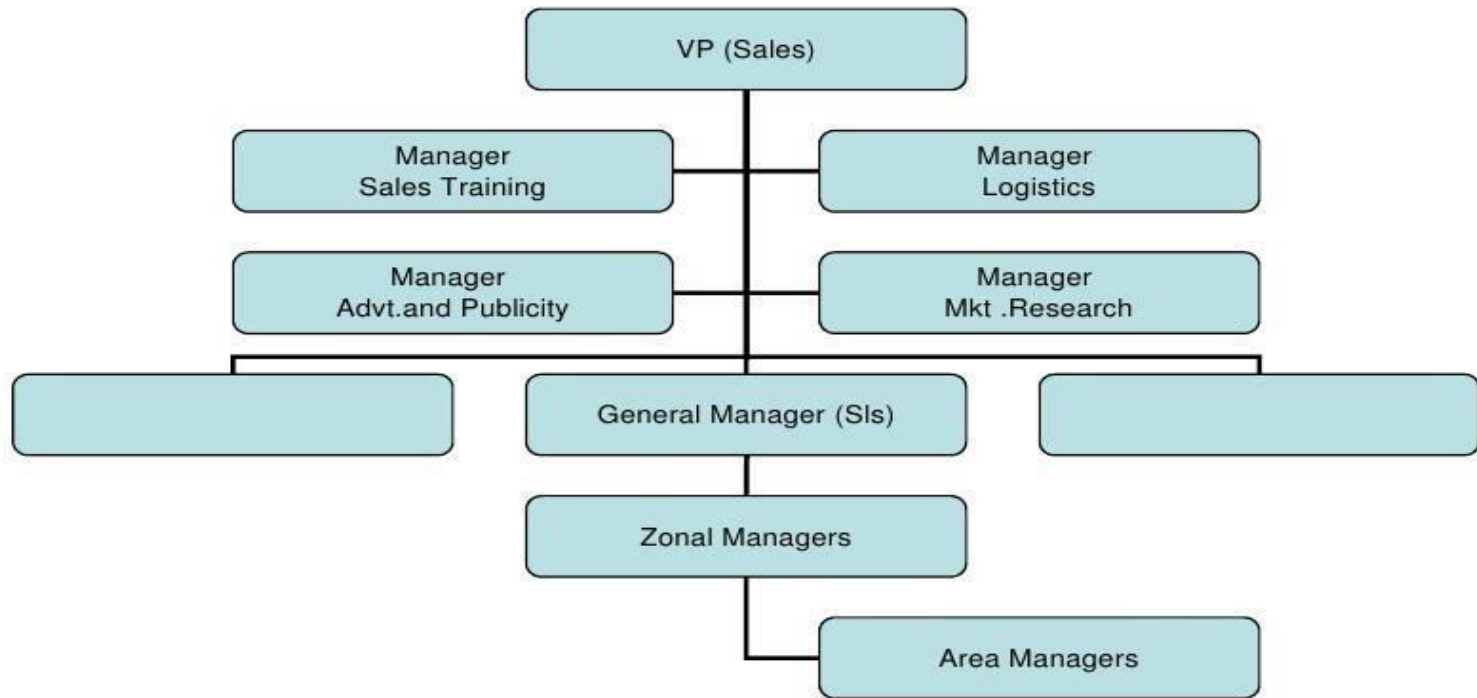 VP (Sales)
Manager
Sales Training
Manager
Logistics
Manager
Advt.and Publicity
Manager
Mkt .Research
General Manager (Sls)
Zonal Managers
Area Managers